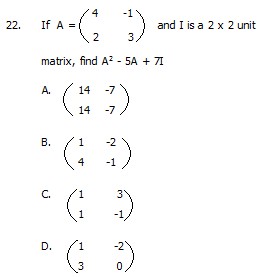 22. If A = ( 4 -1 and I is a 2 x 2 unit
2 3 )
matrix, find A² - 5A + 7I
A. ( 14 -7
14 -7 )
B. ( 1 -2
4 -1 )
C. ( 1 3
1 -1 )
D. ( 1 -2
3 0 )